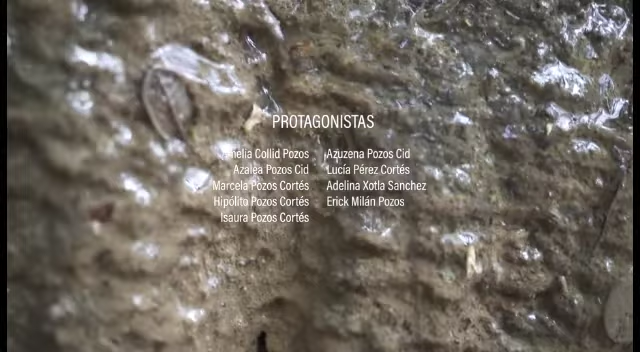 PROTAGONISTAS
Collid Pozos
Azalea Pozos Cid
Marcela Pozos Cortés
Hipólito Pozos Cortés
Isaura Pozos Cortés
Azuzena Pozos Cid
Lucía Pérez Cortés
Adelina Xotla Sanchez
Erick Milán Pozos